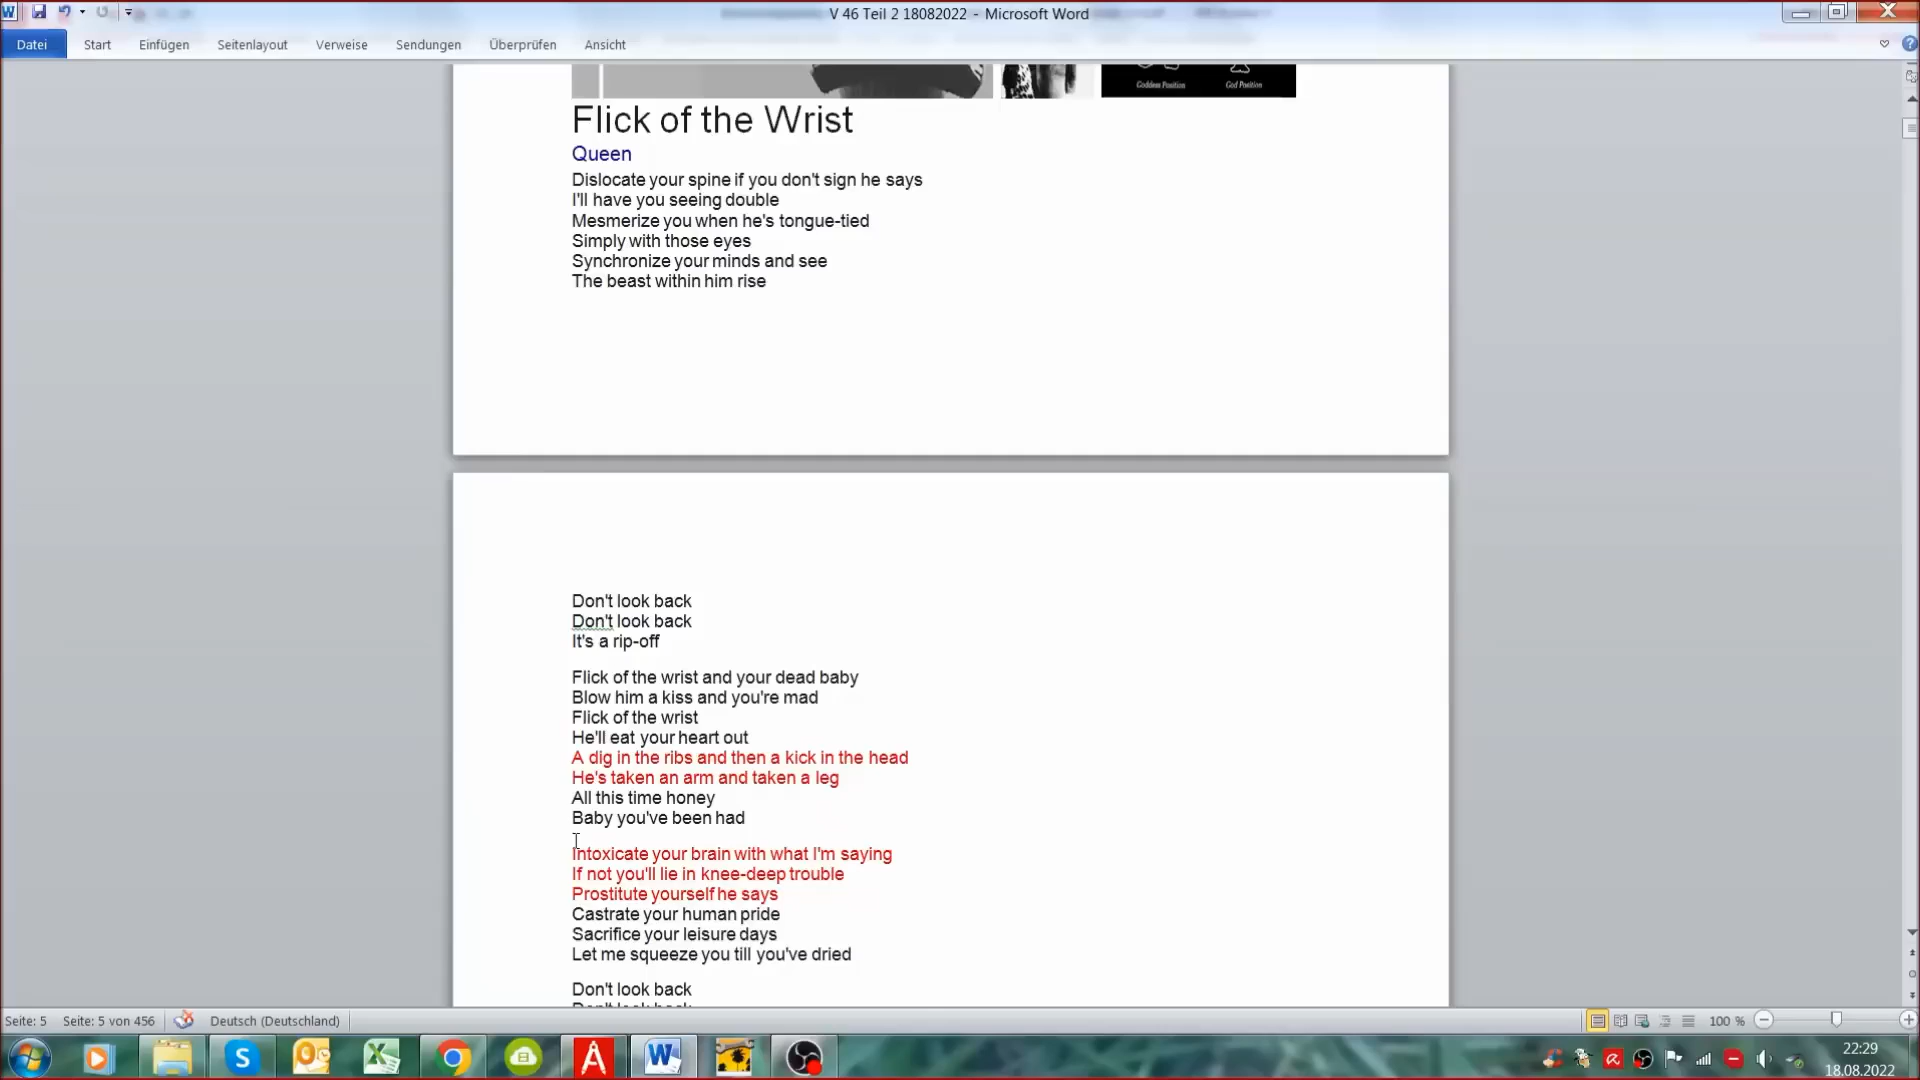 V 46 Teil 2 18082022 - Microsoft Word
Datei Start Einfügen Seitenlayout Verweise Sendungen Überprüfen Ansicht
Goddess Position God Position
Flick of the Wrist
Queen
Dislocate your spine if you don't sign he says
I'll have you seeing double
Mesmerize you when he's tongue-tied
Simply with those eyes
Synchronize your minds and see
The beast within him rise
Don't look back
Don't look back
It's a rip-off
Flick of the wrist and your dead baby
Blow him a kiss and you're mad
Flick of the wrist
He'll eat your heart out
A dig in the ribs and then a kick in the head
He's taken an arm and taken a leg
All this time honey
Baby you've been had
Intoxicate your brain with what I'm saying
If not you'll lie in knee-deep trouble
Prostitute yourself he says
Castrate your human pride
Sacrifice your leisure days
Let me squeeze you till you've dried
Don't look back
Don't look back
Seite: 5 Seite: 5 von 456 Deutsch (Deutschland) 100 %
22:29
18.08.2022